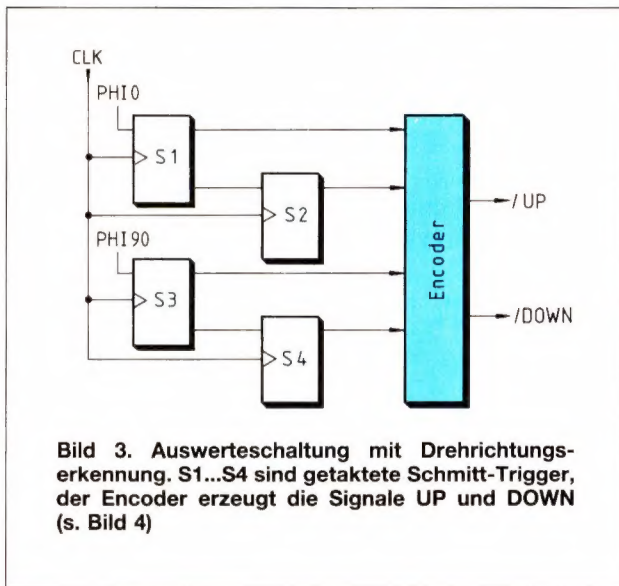 CLK
PHI0
S1
S2
PHI90
S3
S4
Encoder
/UP
/DOWN
Bild 3. Auswerteschaltung mit Drehrichtungs-
erkennung. S1...S4 sind getaktete Schmitt-Trigger,
der Encoder erzeugt die Signale UP und DOWN
(s. Bild 4)